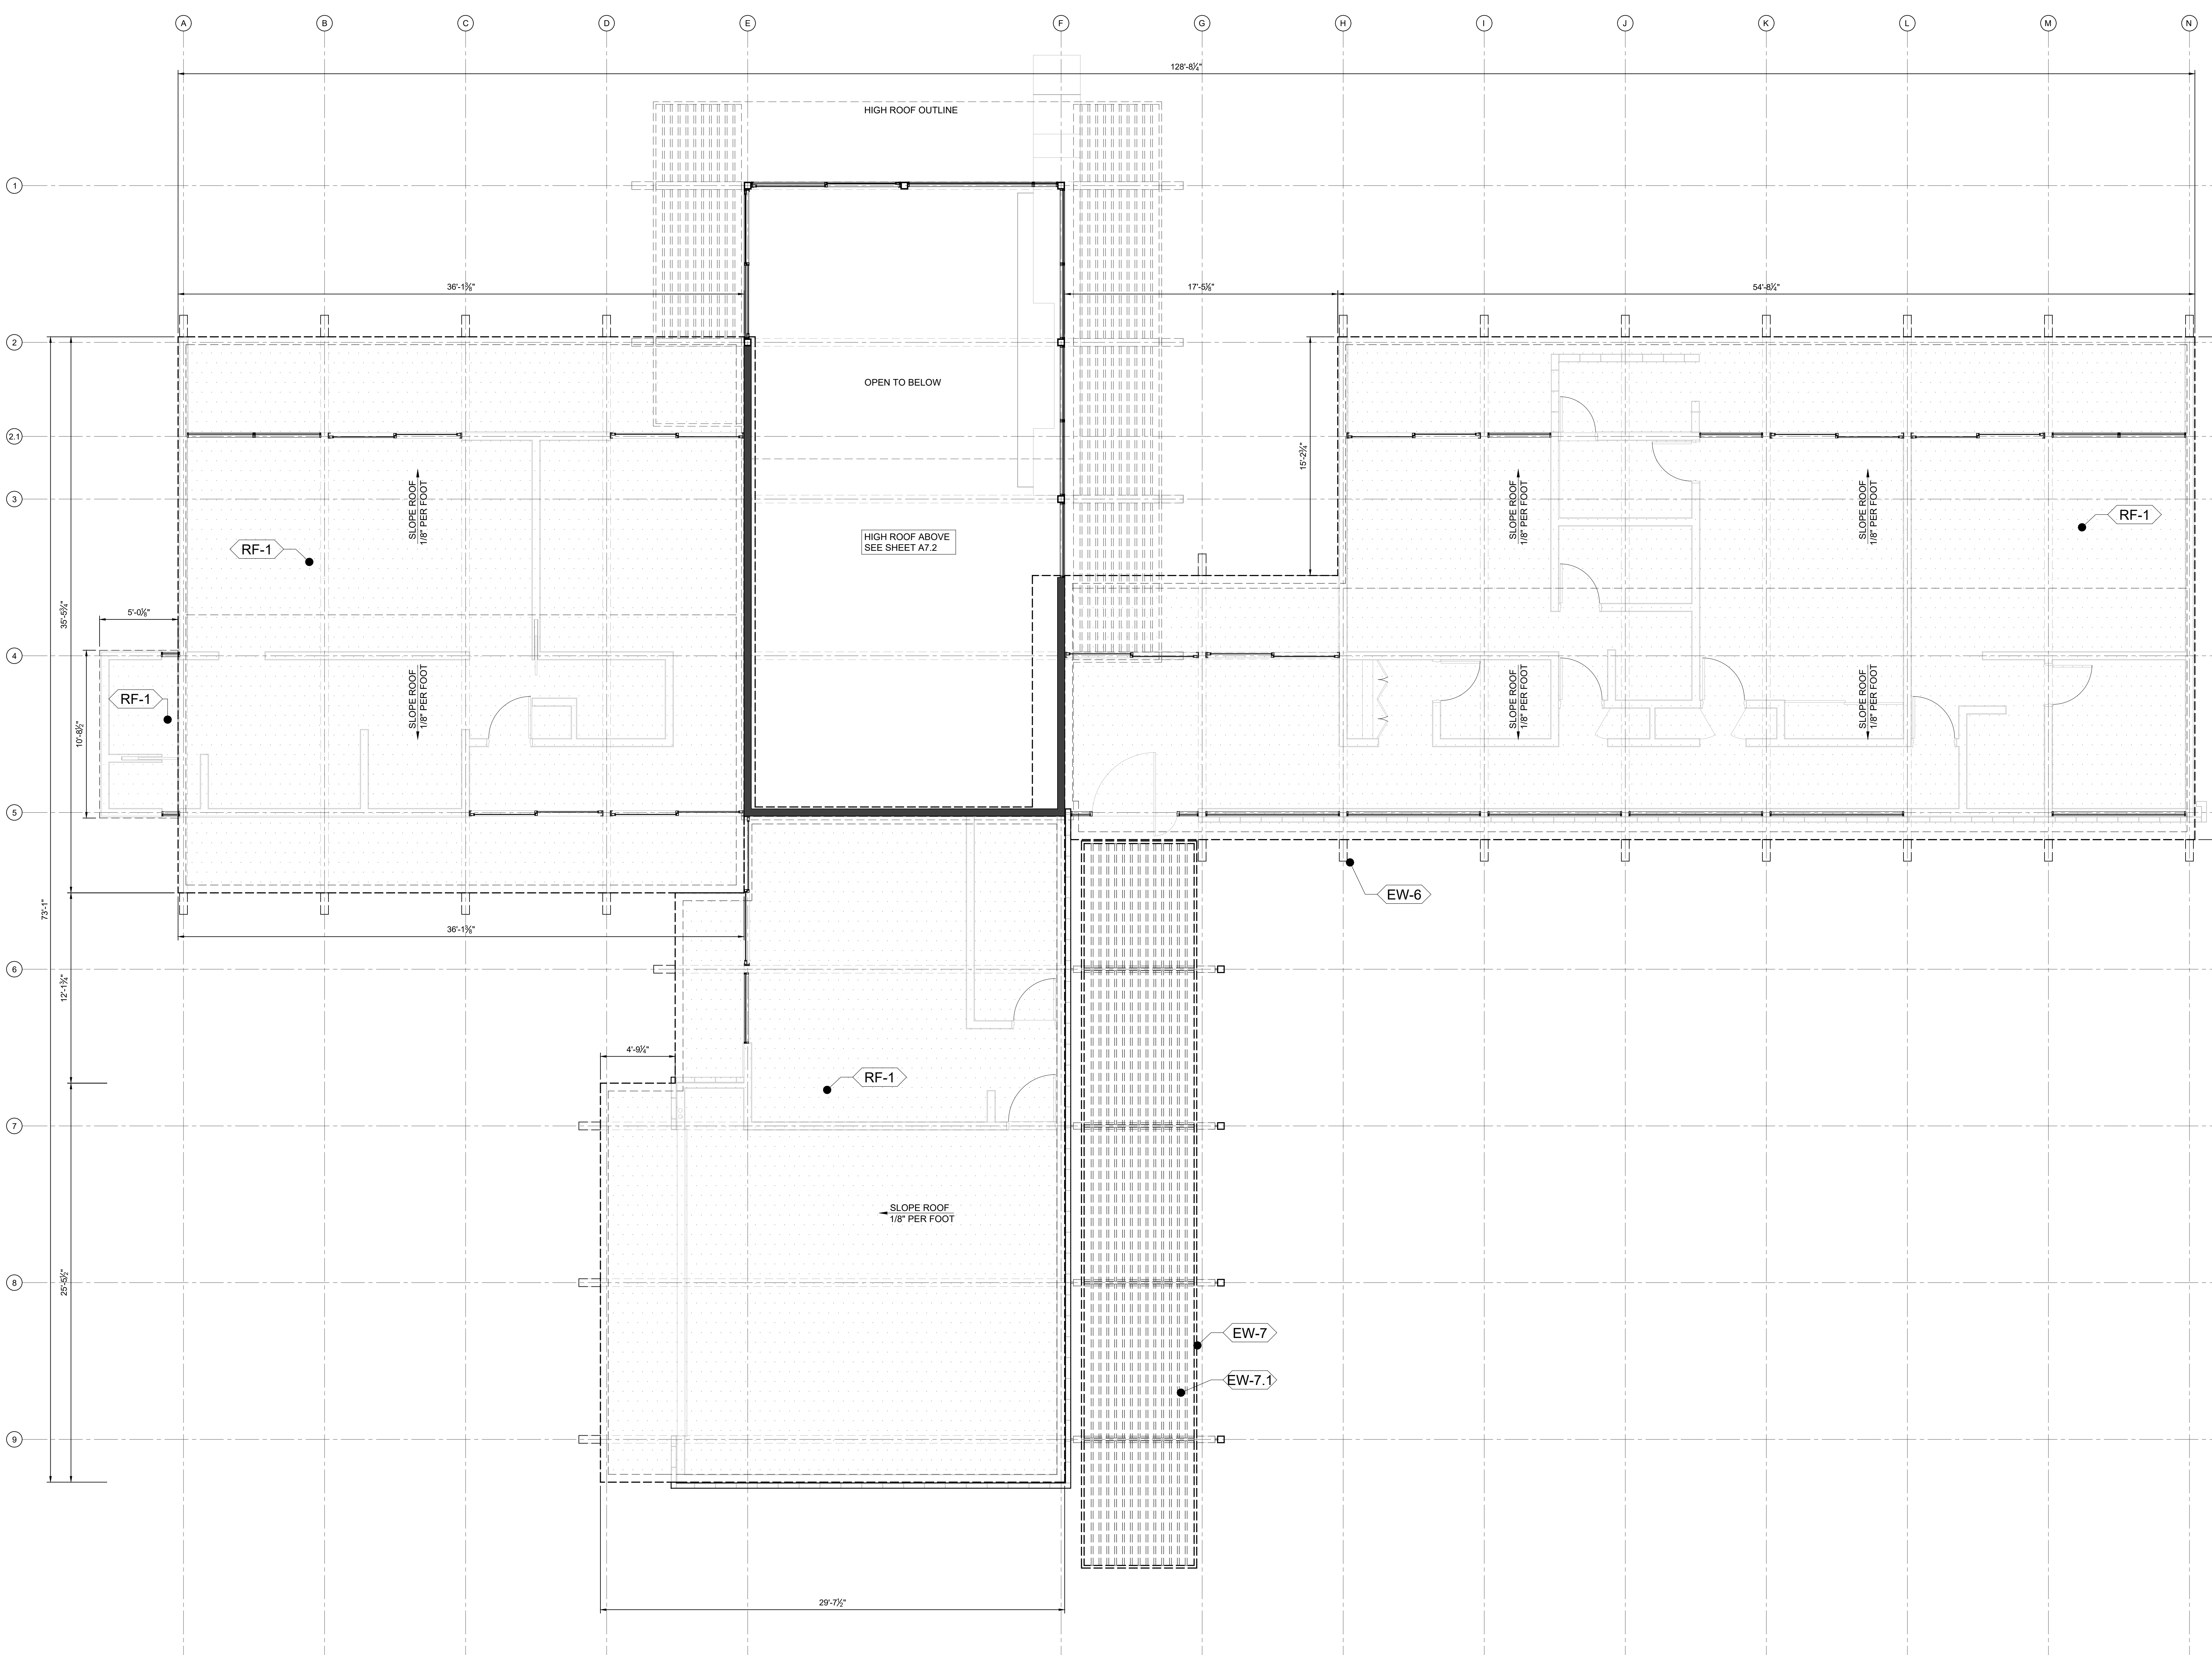 A
B
C
D
E
F
G
H
I
J
K
L
M
N
128'-8¼"
HIGH ROOF OUTLINE
1
36'-1⅜"
17'-5⅝"
54'-8¼"
2
OPEN TO BELOW
2.1
15'-2¼"
3
SLOPE ROOF
1/8" PER FOOT
SLOPE ROOF
1/8" PER FOOT
SLOPE ROOF
1/8" PER FOOT
RF-1
RF-1
HIGH ROOF ABOVE
SEE SHEET A7.2
35'-5¾"
5'-0⅛"
4
RF-1
10'-8½"
SLOPE ROOF
1/8" PER FOOT
SLOPE ROOF
1/8" PER FOOT
SLOPE ROOF
1/8" PER FOOT
5
EW-6
73'-1"
36'-1⅜"
6
12'-1¾"
4'-9¼"
RF-1
7
SLOPE ROOF
1/8" PER FOOT
8
25'-5½"
EW-7
EW-7.1
9
29'-7½"